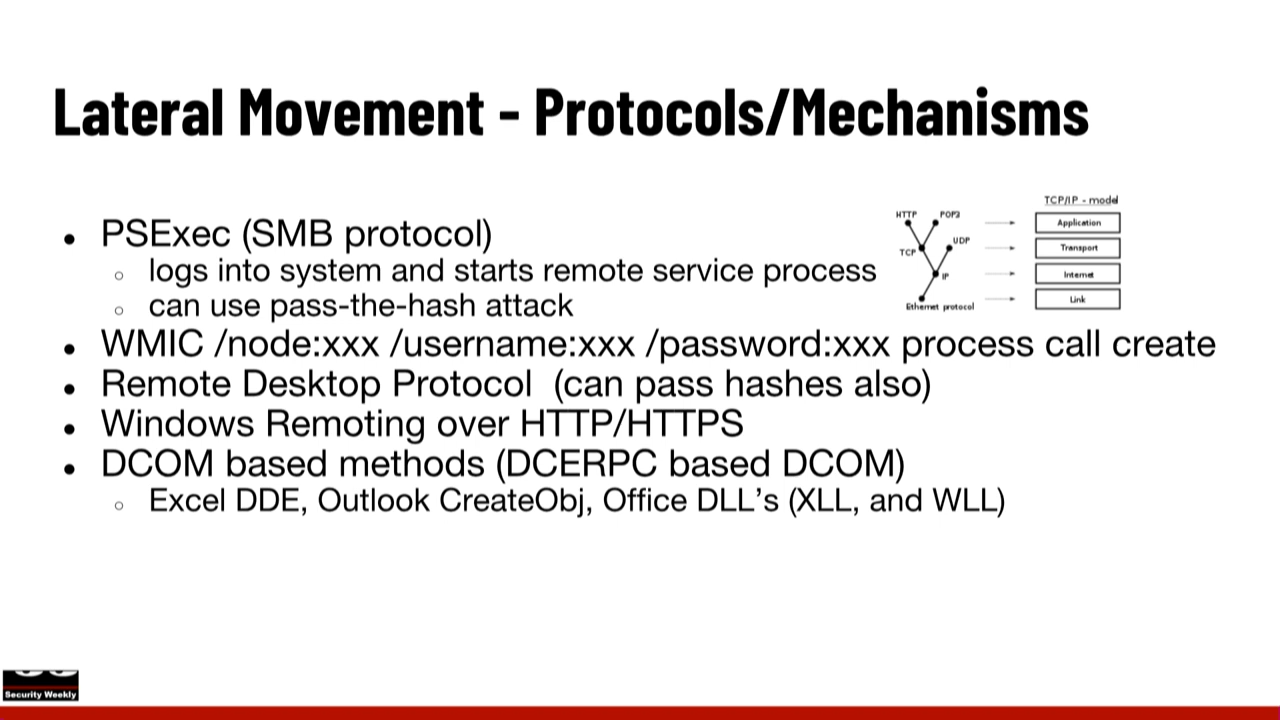 Lateral Movement - Protocols/Mechanisms
• PSExec (SMB protocol)
○ logs into system and starts remote service process
○ can use pass-the-hash attack
• WMIC /node:xxx /username:xxx /password:xxx process call create
• Remote Desktop Protocol (can pass hashes also)
• Windows Remoting over HTTP/HTTPS
• DCOM based methods (DCERPC based DCOM)
○ Excel DDE, Outlook CreateObj, Office DLL’s (XLL, and WLL)
TCP/IP - model
HTTP POP3
Application
TCP UDP
Transport
IP
Internet
Ethernet protocol
Link
Security Weekly